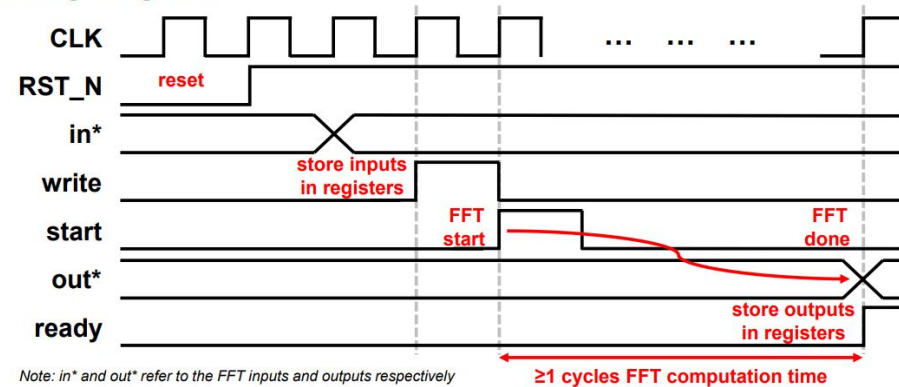 CLK
... ... ...
RST_N
reset
in*
store inputs
in registers
write
FFT
start
FFT
done
start
out*
store outputs
in registers
ready
Note: in* and out* refer to the FFT inputs and outputs respectively
≥1 cycles FFT computation time